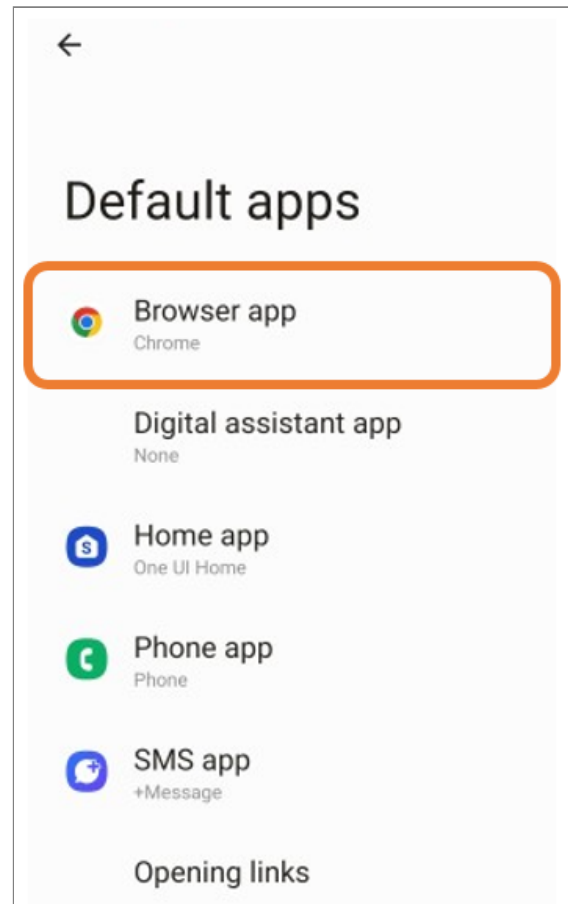 Default apps
Browser app
Chrome
Digital assistant app
None
S
Home app
One UI Home
Phone app
Phone
SMS app
+Message
Opening links